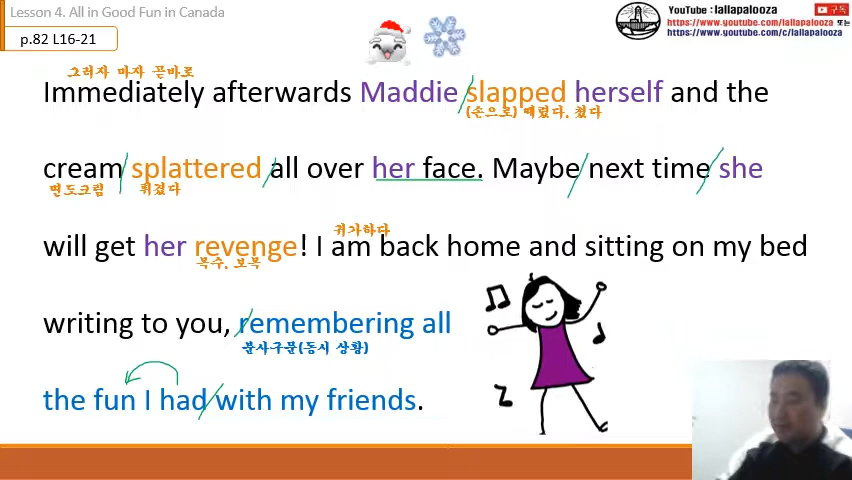 Lesson 4. All in Good Fun in Canada
p.82 L16-21
YouTube : lallapalooza
구독
https://www.youtube.com/lallapalooza 또는
https://www.youtube.com/c/lallapalooza
그러자 마자 곧바로
Immediately afterwards Maddie slapped herself and the
(손으로) 때렸다, 쳤다
cream splattered all over her face. Maybe next time she
면도크림 튀겼다
귀가하다
will get her revenge! I am back home and sitting on my bed
복수, 보복
writing to you, remembering all
분사구문(동시 상황)
the fun I had with my friends.